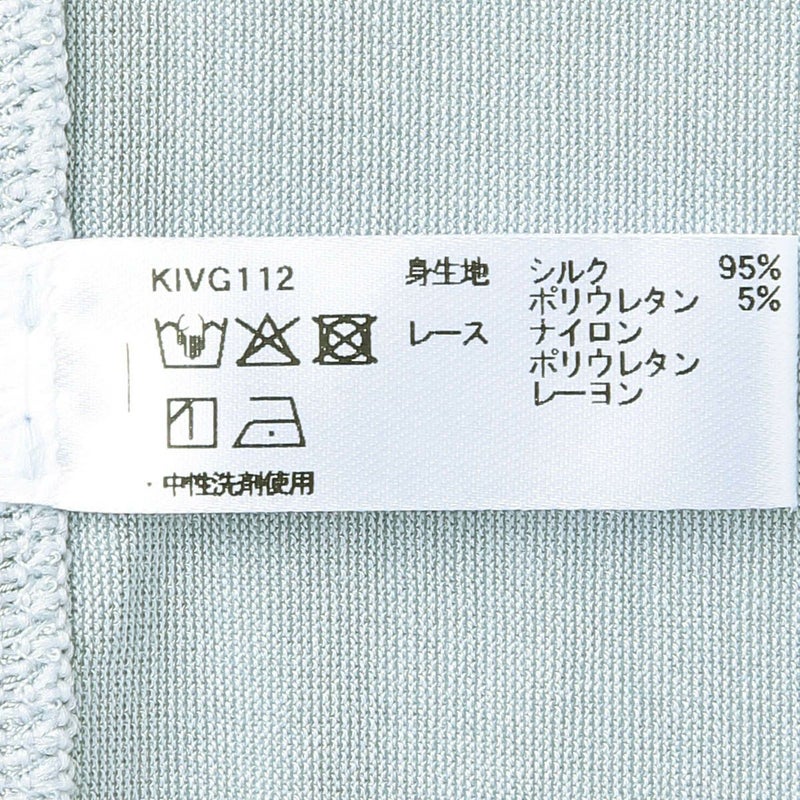 KIVG112
身生地 シルク 95%
ポリウレタン 5%
レース ナイロン
ポリウレタン
レーヨン
・中性洗剤使用